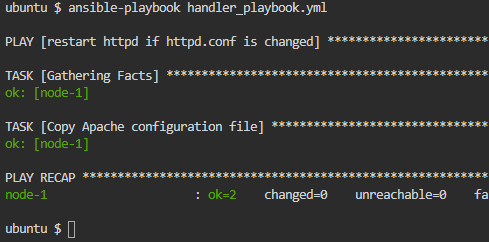 ubuntu $ ansible-playbook handler_playbook.yml
PLAY [restart httpd if httpd.conf is changed] ************************
TASK [Gathering Facts] ***********************************************
ok: [node-1]
TASK [Copy Apache configuration file] ********************************
ok: [node-1]
PLAY RECAP ***********************************************************
node-1 : ok=2 changed=0 unreachable=0 fa
ubuntu $